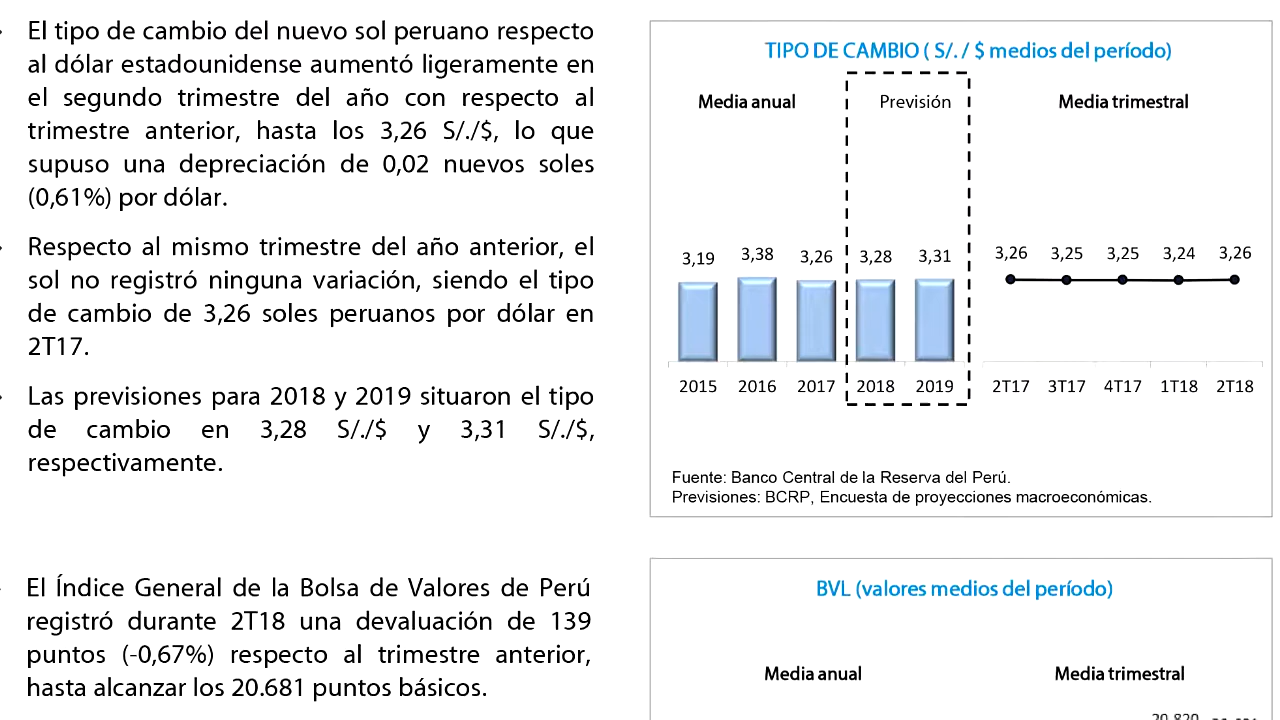 El tipo de cambio del nuevo sol peruano respecto
al dólar estadounidense aumentó ligeramente en
el segundo trimestre del año con respecto al
trimestre anterior, hasta los 3,26 S/./$, lo que
supuso una depreciación de 0,02 nuevos soles
(0,61%) por dólar.
Respecto al mismo trimestre del año anterior, el
sol no registró ninguna variación, siendo el tipo
de cambio de 3,26 soles peruanos por dólar en
2T17.
Las previsiones para 2018 y 2019 situaron el tipo
de cambio en 3,28 S/./$ y 3,31 S/./$,
respectivamente.
TIPO DE CAMBIO ( S/. / $ medios del período)
Media anual Previsión Media trimestral
3,19 3,38 3,26 3,28 3,31 3,26 3,25 3,25 3,24 3,26
2015 2016 2017 2018 2019 2T17 3T17 4T17 1T18 2T18
Fuente: Banco Central de la Reserva del Perú.
Previsiones: BCRP, Encuesta de proyecciones macroeconómicas.
El Índice General de la Bolsa de Valores de Perú
registró durante 2T18 una devaluación de 139
puntos (-0,67%) respecto al trimestre anterior,
hasta alcanzar los 20.681 puntos básicos.
BVL (valores medios del período)
Media anual Media trimestral
20.820